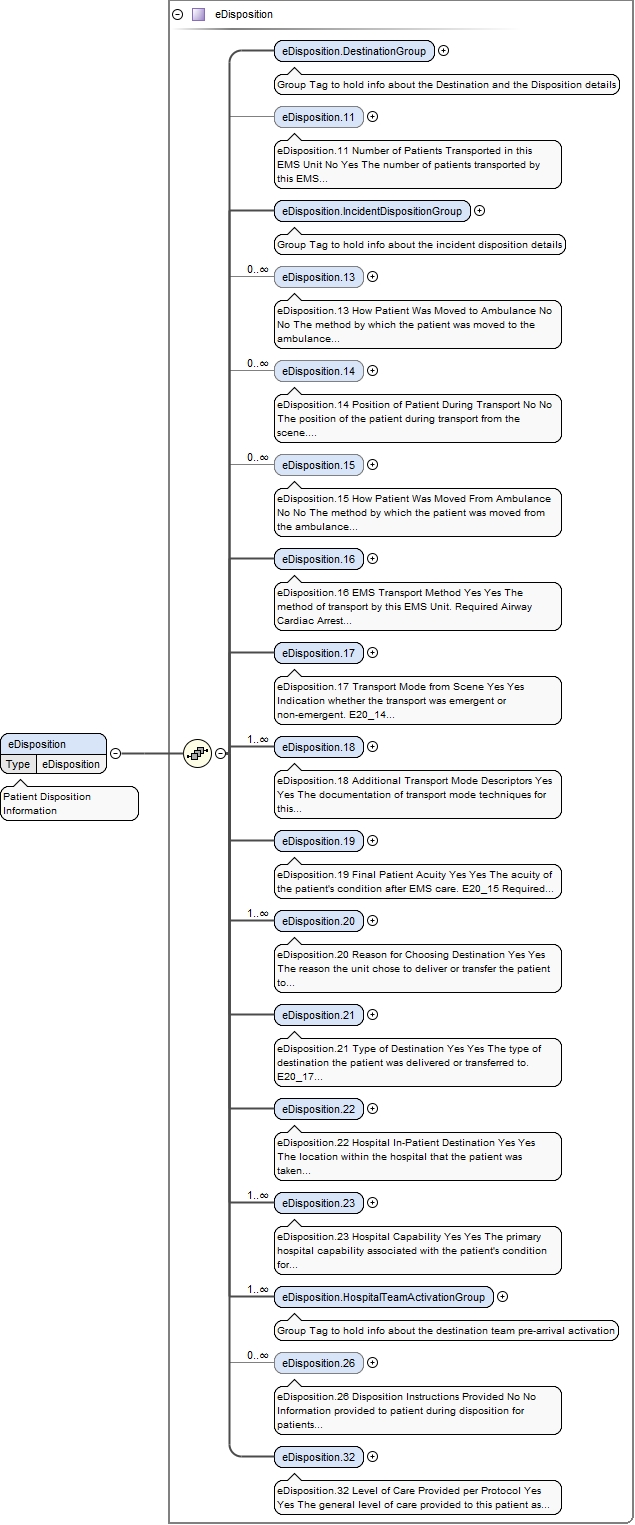 eDisposition
eDisposition.DestinationGroup
Group Tag to hold info about the Destination and the Disposition details
eDisposition.11
eDisposition.11 Number of Patients Transported in this
EMS Unit No Yes The number of patients transported by
this EMS...
eDisposition.IncidentDispositionGroup
Group Tag to hold info about the incident disposition details
0..∞
eDisposition.13
eDisposition.13 How Patient Was Moved to Ambulance No
No The method by which the patient was moved to the
ambulance...
0..∞
eDisposition.14
eDisposition.14 Position of Patient During Transport No No
The position of the patient during transport from the
scene....
0..∞
eDisposition.15
eDisposition.15 How Patient Was Moved From Ambulance
No No The method by which the patient was moved from
the ambulance...
eDisposition.16
eDisposition.16 EMS Transport Method Yes Yes The
method of transport by this EMS Unit. Required Airway
Cardiac Arrest...
eDisposition.17
eDisposition.17 Transport Mode from Scene Yes Yes
Indication whether the transport was emergent or
non-emergent. E20_14...
eDisposition
Type eDisposition
Patient Disposition
Information
1..∞
eDisposition.18
eDisposition.18 Additional Transport Mode Descriptors Yes
Yes The documentation of transport mode techniques for
this...
eDisposition.19
eDisposition.19 Final Patient Acuity Yes Yes The acuity of
the patient's condition after EMS care. E20_15 Required...
1..∞
eDisposition.20
eDisposition.20 Reason for Choosing Destination Yes Yes
The reason the unit chose to deliver or transfer the patient
to...
eDisposition.21
eDisposition.21 Type of Destination Yes Yes The type of
destination the patient was delivered or transferred to.
E20_17...
eDisposition.22
eDisposition.22 Hospital In-Patient Destination Yes Yes
The location within the hospital that the patient was
taken...
1..∞
eDisposition.23
eDisposition.23 Hospital Capability Yes Yes The primary
hospital capability associated with the patient's condition
for...
1..∞
eDisposition.HospitalTeamActivationGroup
Group Tag to hold info about the destination team pre-arrival activation
0..∞
eDisposition.26
eDisposition.26 Disposition Instructions Provided No No
Information provided to patient during disposition for
patients...
eDisposition.32
eDisposition.32 Level of Care Provided per Protocol Yes
Yes The general level of care provided to this patient as...